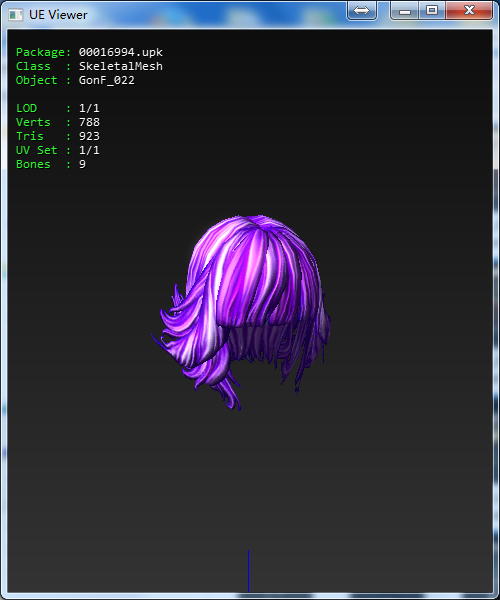 UE Viewer
Package: 00016994.upk
Class : SkeletalMesh
Object : GonF_022
LOD : 1/1
Verts : 788
Tris : 923
UV Set : 1/1
Bones : 9